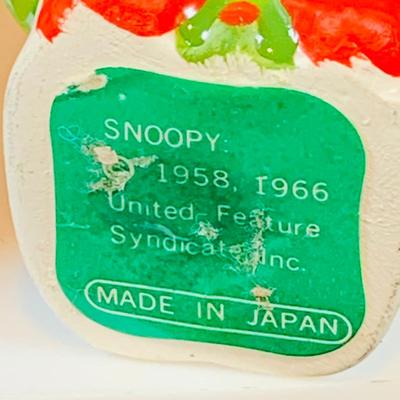 SNOOPY:
© 1958, 1966
United Feature
Syndicate, Inc.
MADE IN JAPAN